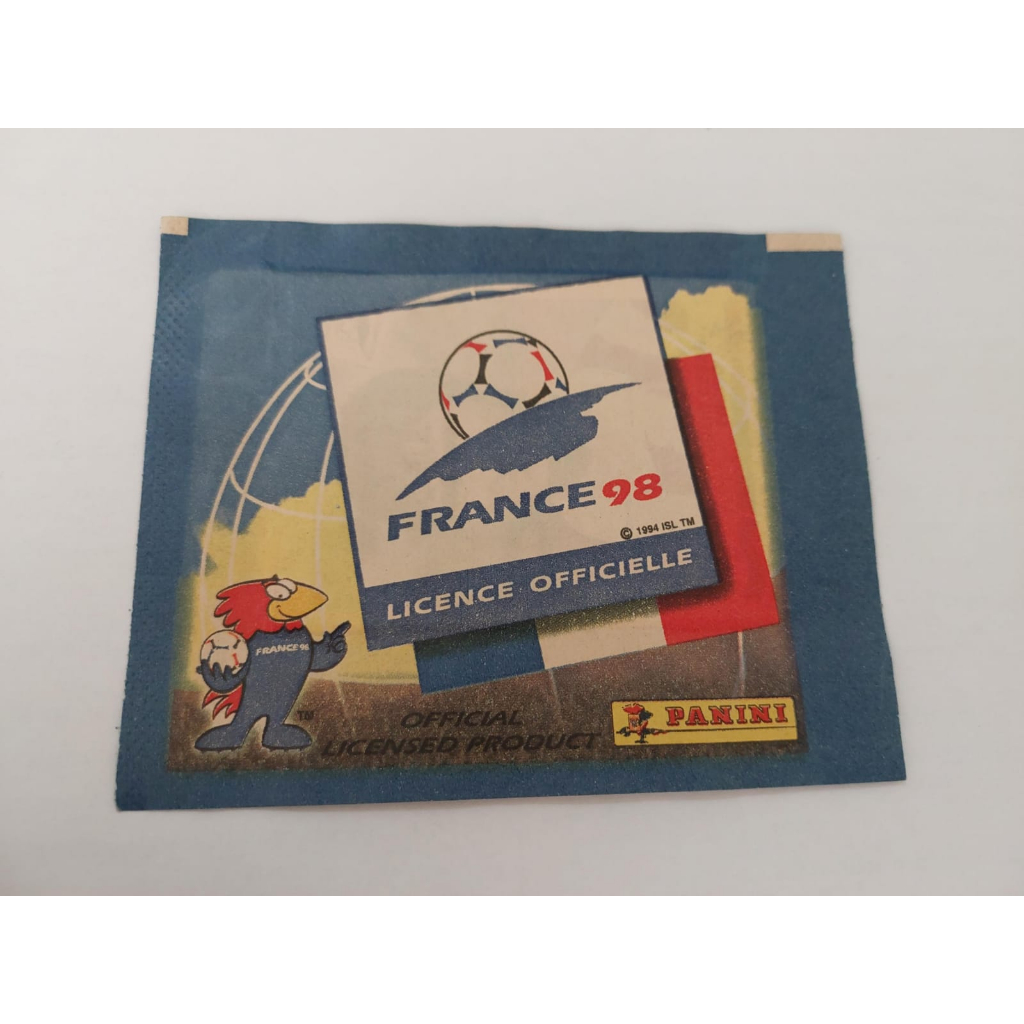 FRANCE 98
© 1994 ISL TM
LICENCE OFFICIELLE
FRANCE 98
TM
OFFICIAL
LICENSED PRODUCT
PANINI